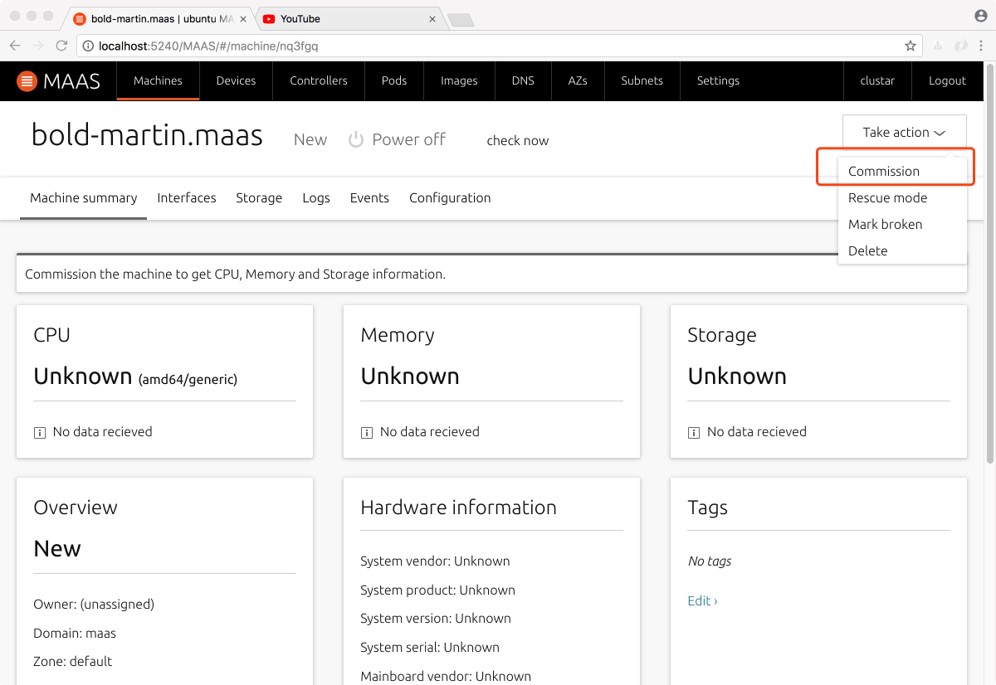 bold-martin.maas | ubuntu MA
YouTube
localhost:5240/MAAS/#/machine/nq3fgq
MAAS Machines Devices Controllers Pods Images DNS AZs Subnets Settings clustar Logout
bold-martin.maas New Power off check now Take action
Commission
Rescue mode
Mark broken
Delete
Machine summary Interfaces Storage Logs Events Configuration
Commission the machine to get CPU, Memory and Storage information.
CPU
Unknown (amd64/generic)
No data recieved
Memory
Unknown
No data recieved
Storage
Unknown
No data recieved
Overview
New
Owner: (unassigned)
Domain: maas
Zone: default
Hardware information
System vendor: Unknown
System product: Unknown
System version: Unknown
System serial: Unknown
Mainboard vendor: Unknown
Tags
No tags
Edit ›